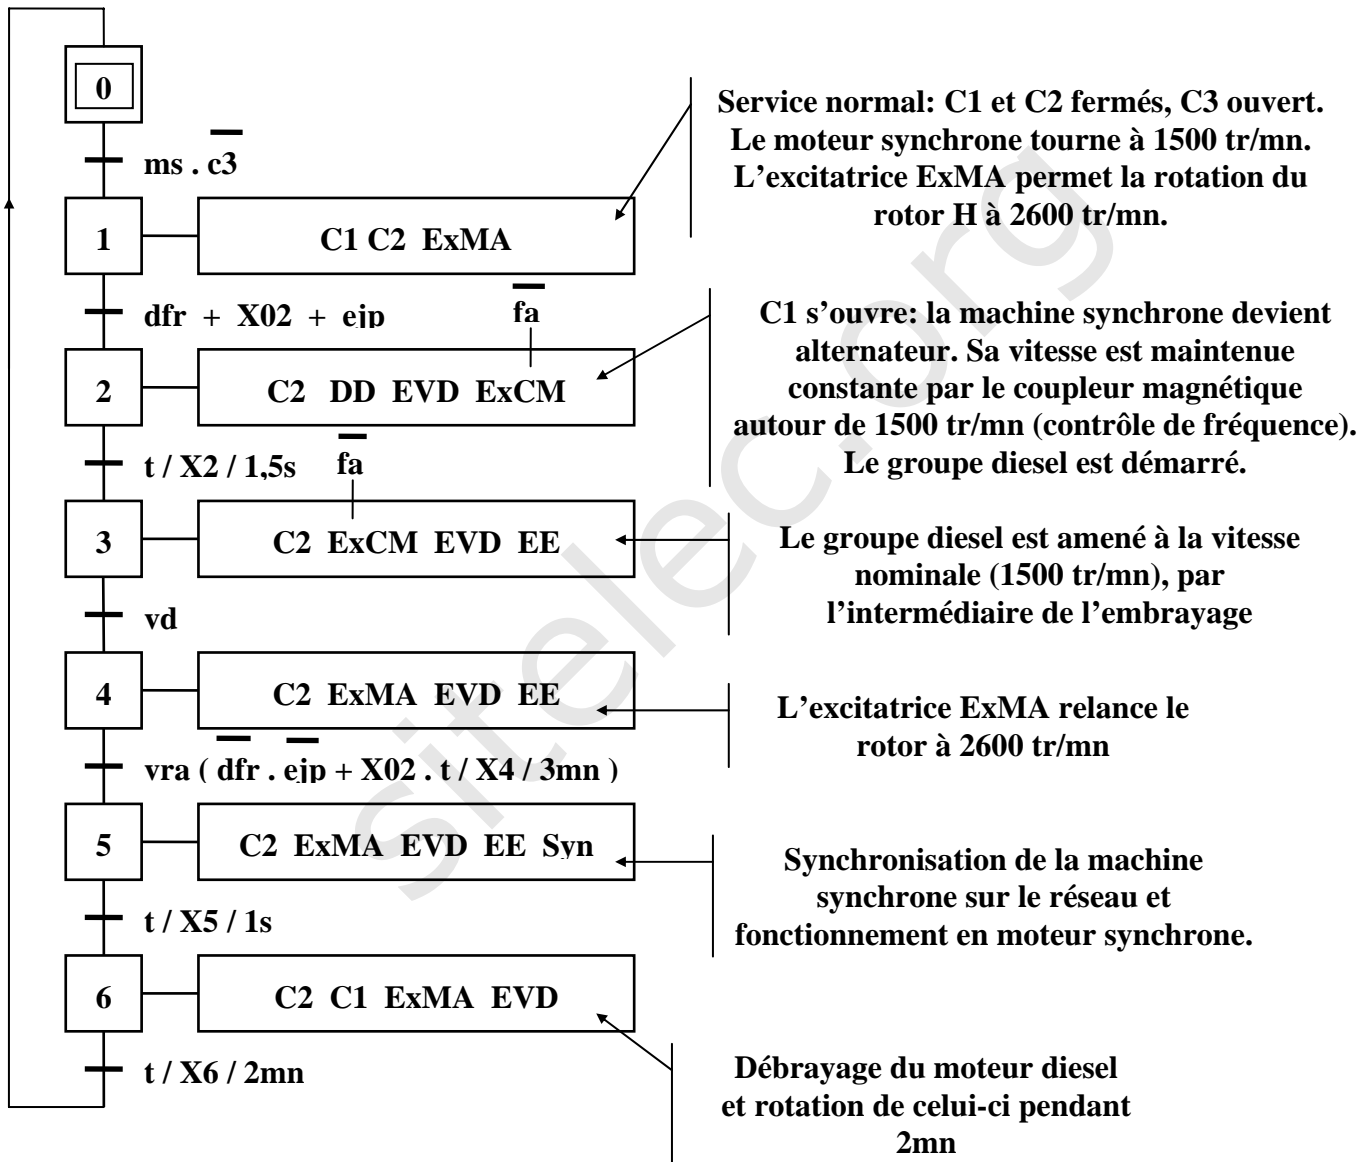 0
Service normal: C1 et C2 fermés, C3 ouvert.
Le moteur synchrone tourne à 1500 tr/mn.
L’excitatrice ExMA permet la rotation du
rotor H à 2600 tr/mn.
ms . c3̅
1
C1 C2 ExMA
dfr + X02 + ejp
f̅a̅
C1 s’ouvre: la machine synchrone devient
alternateur. Sa vitesse est maintenue
constante par le coupleur magnétique
autour de 1500 tr/mn (contrôle de fréquence).
Le groupe diesel est démarré.
2
C2 DD EVD ExCM
t / X2 / 1,5s
f̅a̅
3
C2 ExCM EVD EE
Le groupe diesel est amené à la vitesse
nominale (1500 tr/mn), par
l’intermédiaire de l’embrayage
vd
4
C2 ExMA EVD EE
L’excitatrice ExMA relance le
rotor à 2600 tr/mn
vra ( d̅f̅r̅ . e̅j̅p̅ + X02 . t / X4 / 3mn )
5
C2 ExMA EVD EE Syn
Synchronisation de la machine
synchrone sur le réseau et
fonctionnement en moteur synchrone.
t / X5 / 1s
6
C2 C1 ExMA EVD
t / X6 / 2mn
Débrayage du moteur diesel
et rotation de celui-ci pendant
2mn
sitelec.org